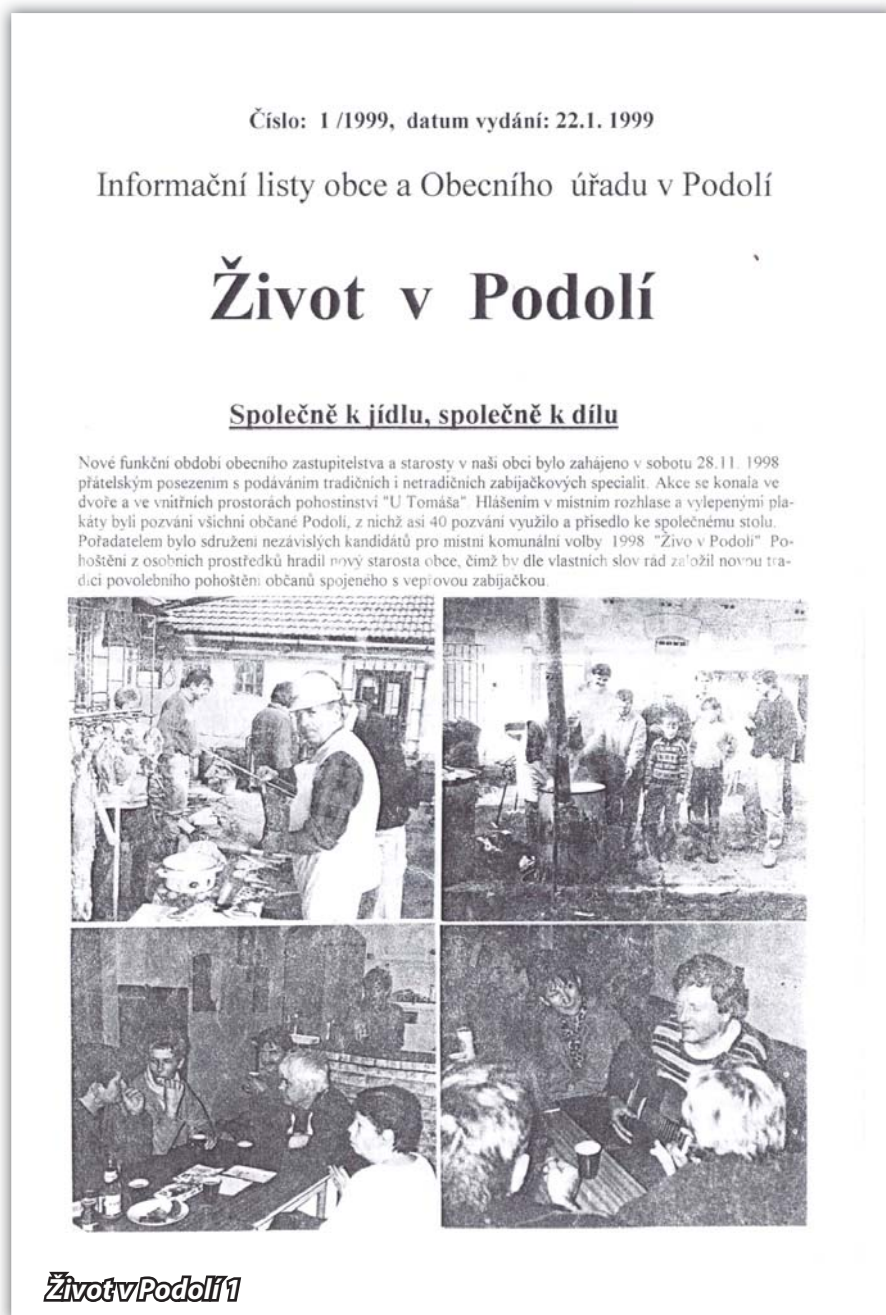 Číslo: 1 /1999, datum vydání: 22.1. 1999
Informační listy obce a Obecního úřadu v Podolí
Život v Podolí
Společně k jídlu, společně k dílu
Nové funkční období obecního zastupitelstva a starosty v naší obci bylo zahájeno v sobotu 28.11. 1998
přátelským posezením s podáváním tradičních i netradičních zabíjačkových specialit. Akce se konala ve
dvoře a ve vnitřních prostorách pohostinství "U Tomáša". Hlášením v místním rozhlase a vylepenými pla-
káty byli pozváni všichni občané Podolí, z nichž asi 40 pozvání využilo a přisedlo ke společnému stolu.
Pořadatelem bylo sdružení nezávislých kandidátů pro místní komunální volby 1998 "Živo v Podolí" Po-
hoštění z osobních prostředků hradil nový starosta obce, čímž by dle vlastních slov rád založil novou tra-
dici povolebního pohoštění občanů spojeného s vepřovou zabíjačkou.
Život v Podolí 1